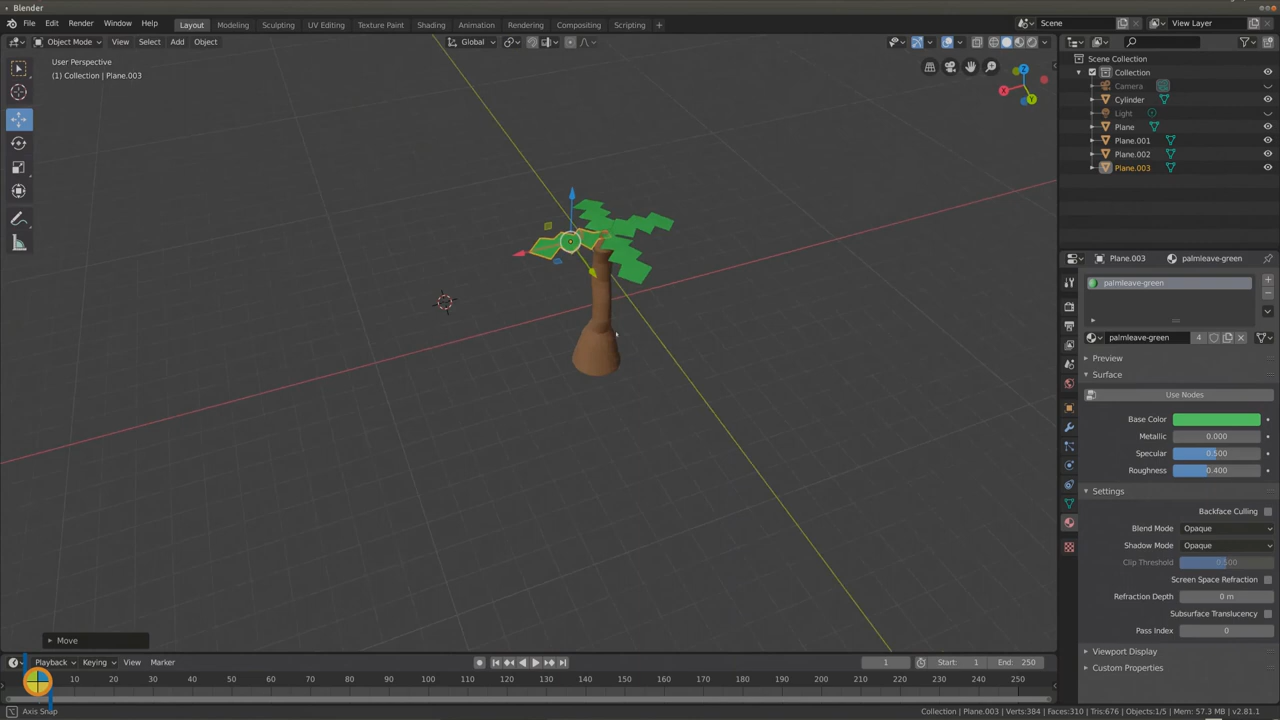 Blender
File Edit Render Window Help Layout Modeling Sculpting UV Editing Texture Paint Shading Animation Rendering Compositing Scripting + Scene View Layer
Object Mode View Select Add Object Global
User Perspective
(1) Collection | Plane.003
X
Y
Z
Scene Collection
Collection
Camera
Cylinder
Light
Plane
Plane.001
Plane.002
Plane.003
Plane.003 palmleave-green
palmleave-green
palmleave-green 4
Preview
Surface
Use Nodes
Base Color
Metallic 0.000
Specular 0.500
Roughness 0.400
Settings
Backface Culling
Blend Mode Opaque
Shadow Mode Opaque
Clip Threshold 0.500
Screen Space Refraction
Refraction Depth 0 m
Subsurface Translucency
Pass Index 0
Viewport Display
Custom Properties
Move
Playback Keying View Marker 1 Start: 1 End: 250
10 20 30 40 50 60 70 80 90 100 110 120 130 140 150 160 170 180 190 200 210 220 230 240 250
Axis Snap Collection | Plane.003 | Verts:384 | Faces:310 | Tris:676 | Objects:1/5 | Mem: 57.3 MB | v2.81.1